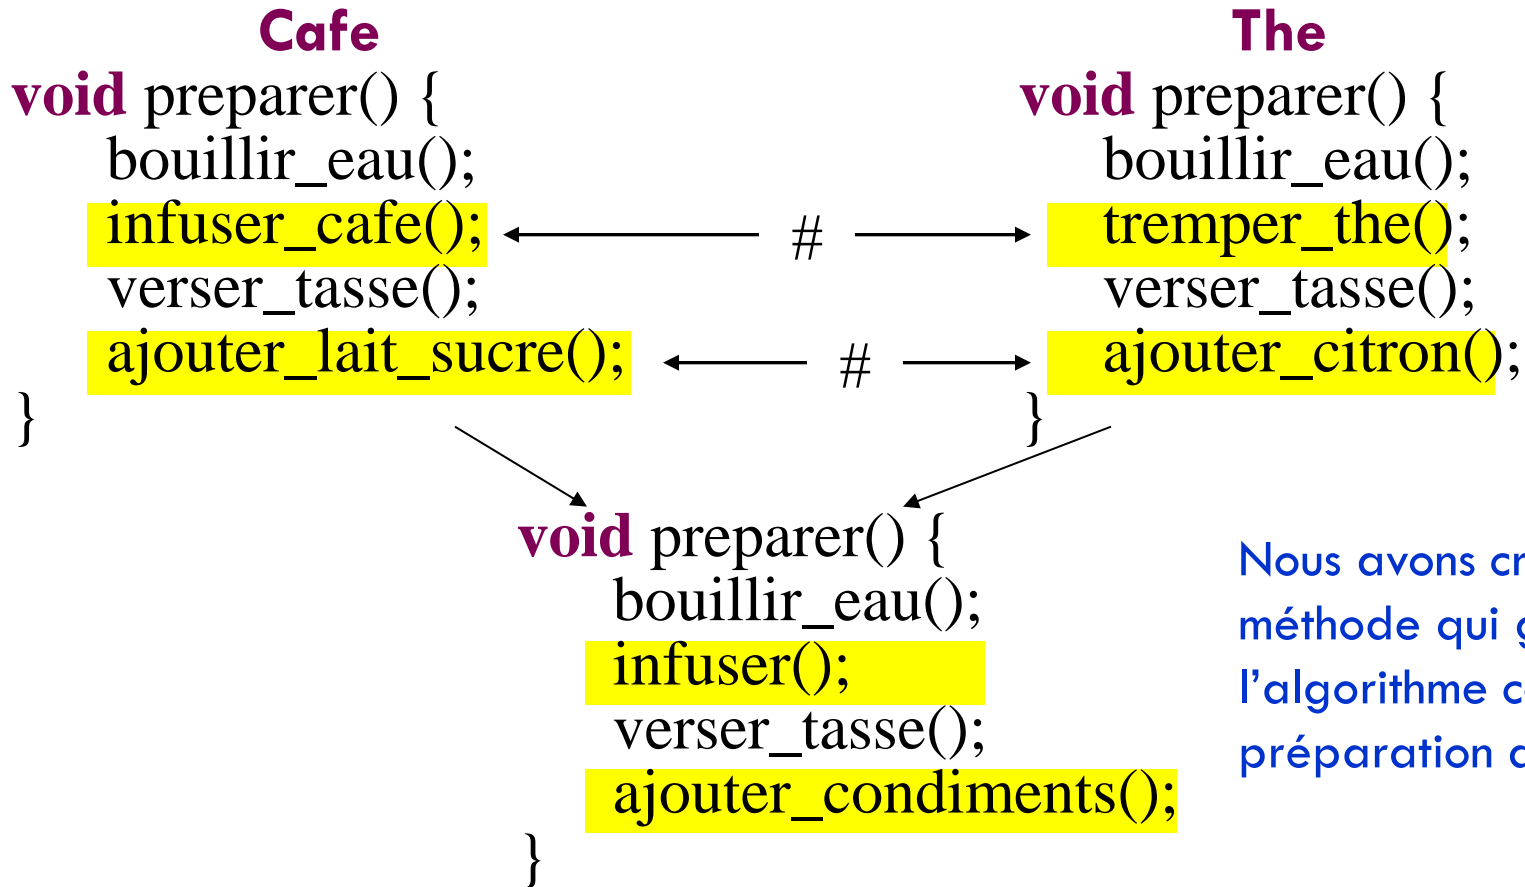 Cafe
void preparer() {
bouillir_eau();
infuser_cafe();
verser_tasse();
ajouter_lait_sucre();
}
#
#
The
void preparer() {
bouillir_eau();
tremper_the();
verser_tasse();
ajouter_citron();
}
void preparer() {
bouillir_eau();
infuser();
verser_tasse();
ajouter_condiments();
}
Nous avons
méthode qui
l’algorithme
préparation